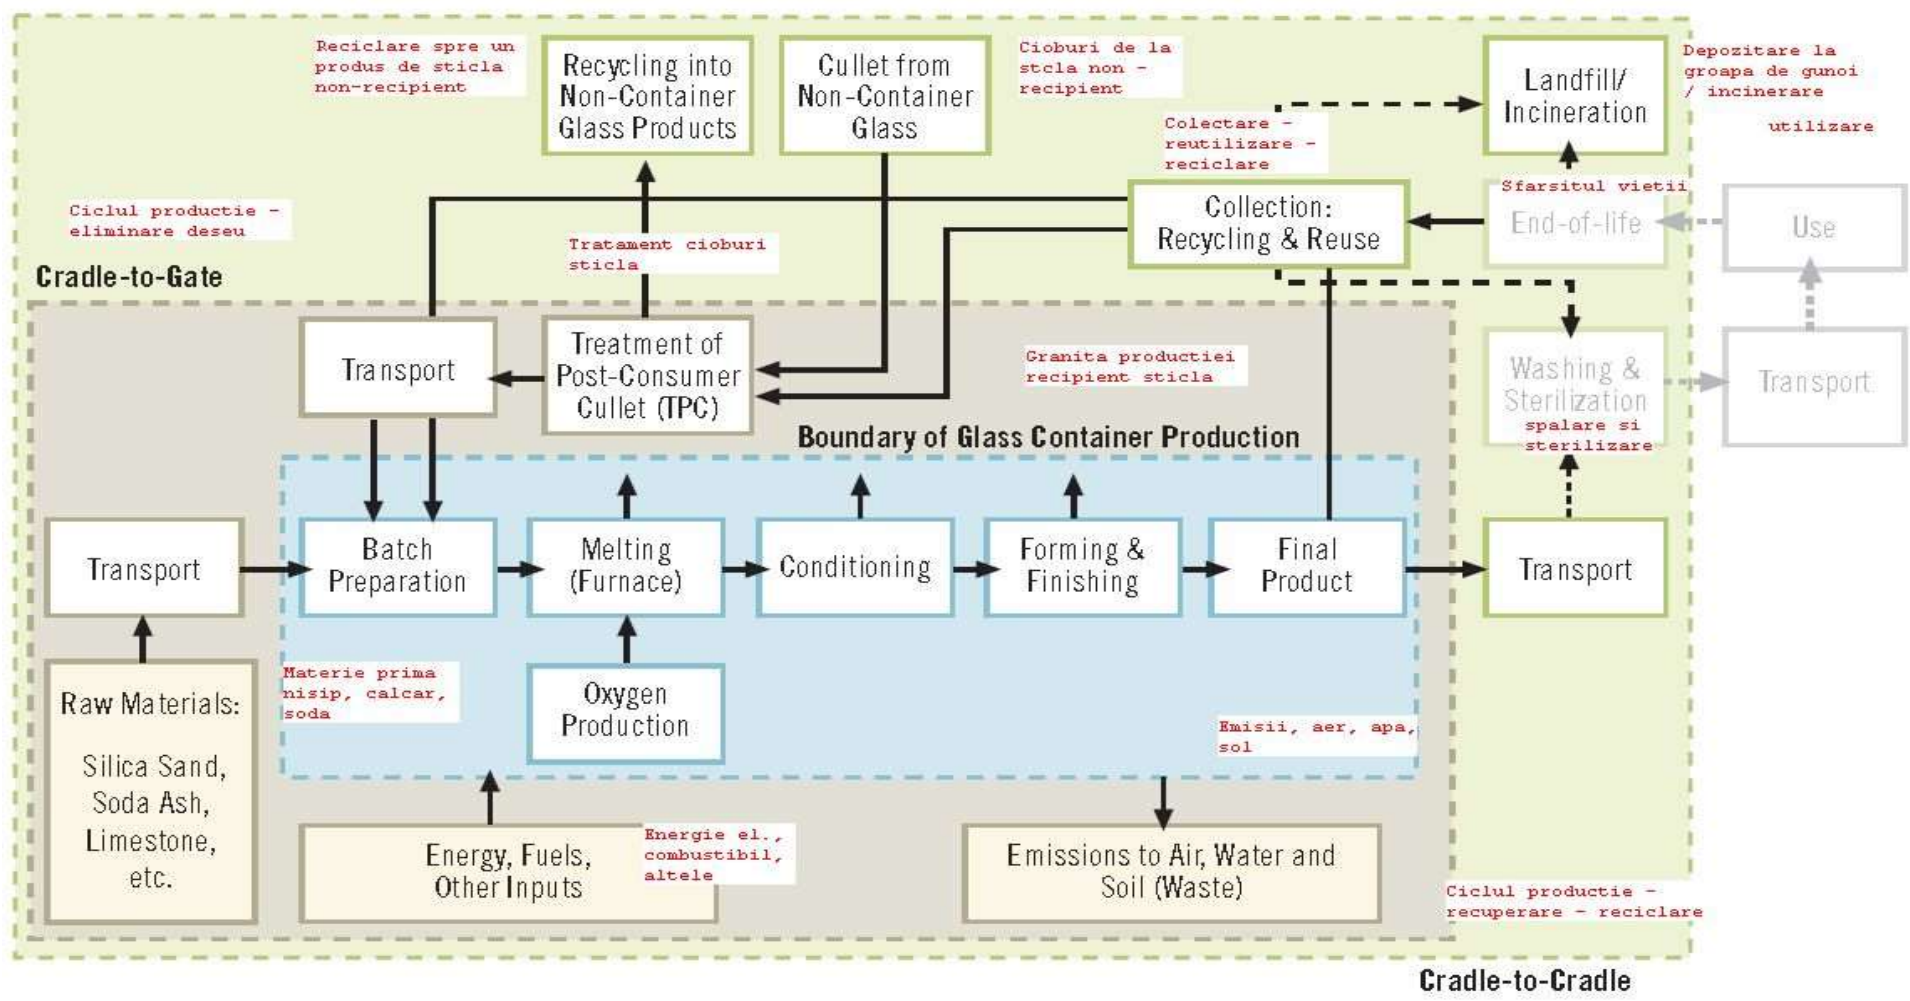 Reciclare spre un
produs de sticla
non-recipient
Recycling into
Non-Container
Glass Products
Cullet from
Non-Container
Glass
Cioburi de la
stcla non -
recipient
Landfill/
Incineration
Depozitare la
groapa de gunoi
/ incinerare
utilizare
Colectare -
reutilizare -
reciclare
Ciclul productie -
eliminare deseu
Cradle-to-Gate
Tratament cioburi
sticla
Collection:
Recycling & Reuse
Sfarsitul vietii
End-of-life
Use
Transport
Treatment of
Post-Consumer
Cullet (TPC)
Granita productiei
recipient sticla
Washing &
Sterilization
spalare si
sterilizare
Transport
Boundary of Glass Container Production
Transport
Batch
Preparation
Melting
(Furnace)
Conditioning
Forming &
Finishing
Final
Product
Transport
Raw Materials:
Silica Sand,
Soda Ash,
Limestone,
etc.
Materie prima
nisip, calcar,
soda
Oxygen
Production
Emisii, aer, apa,
sol
Energy, Fuels,
Other Inputs
Energie el.,
combustibil,
altele
Emissions to Air, Water and
Soil (Waste)
Ciclul productie -
recuperare - reciclare
Cradle-to-Cradle